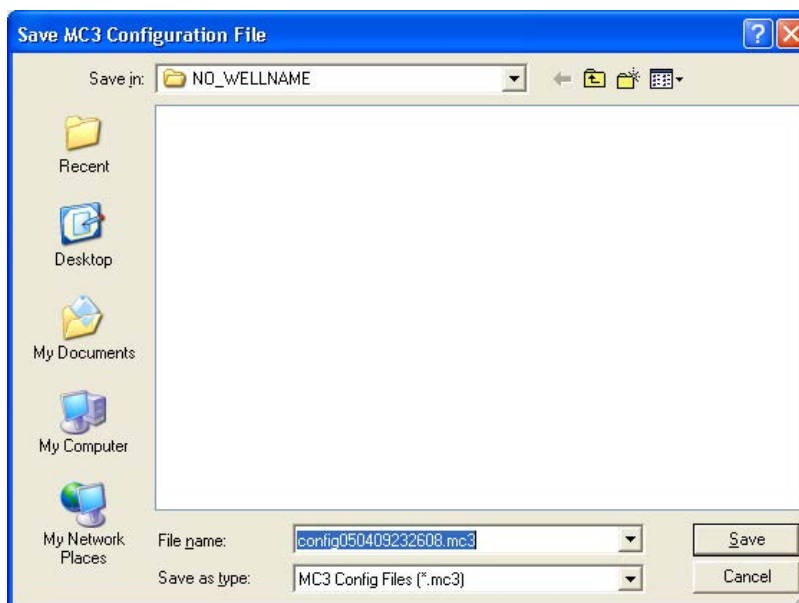 Save MC3 Configuration File
Save in: NO_WELLNAME
Recent
Desktop
My Documents
My Computer
My Network
Places
File name: config050409232608.mc3 Save
Save as type: MC3 Config Files (*.mc3) Cancel